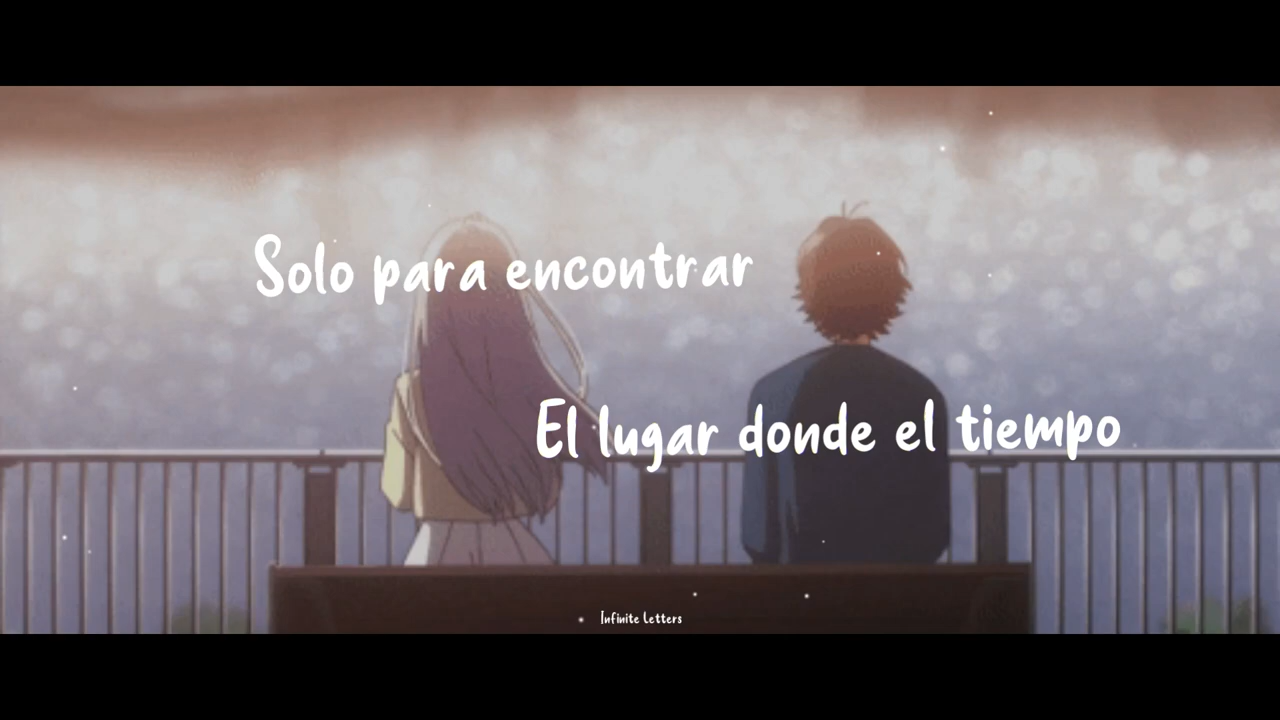 Solo para encontrar
El lugar donde el tiempo
Infinite Letters